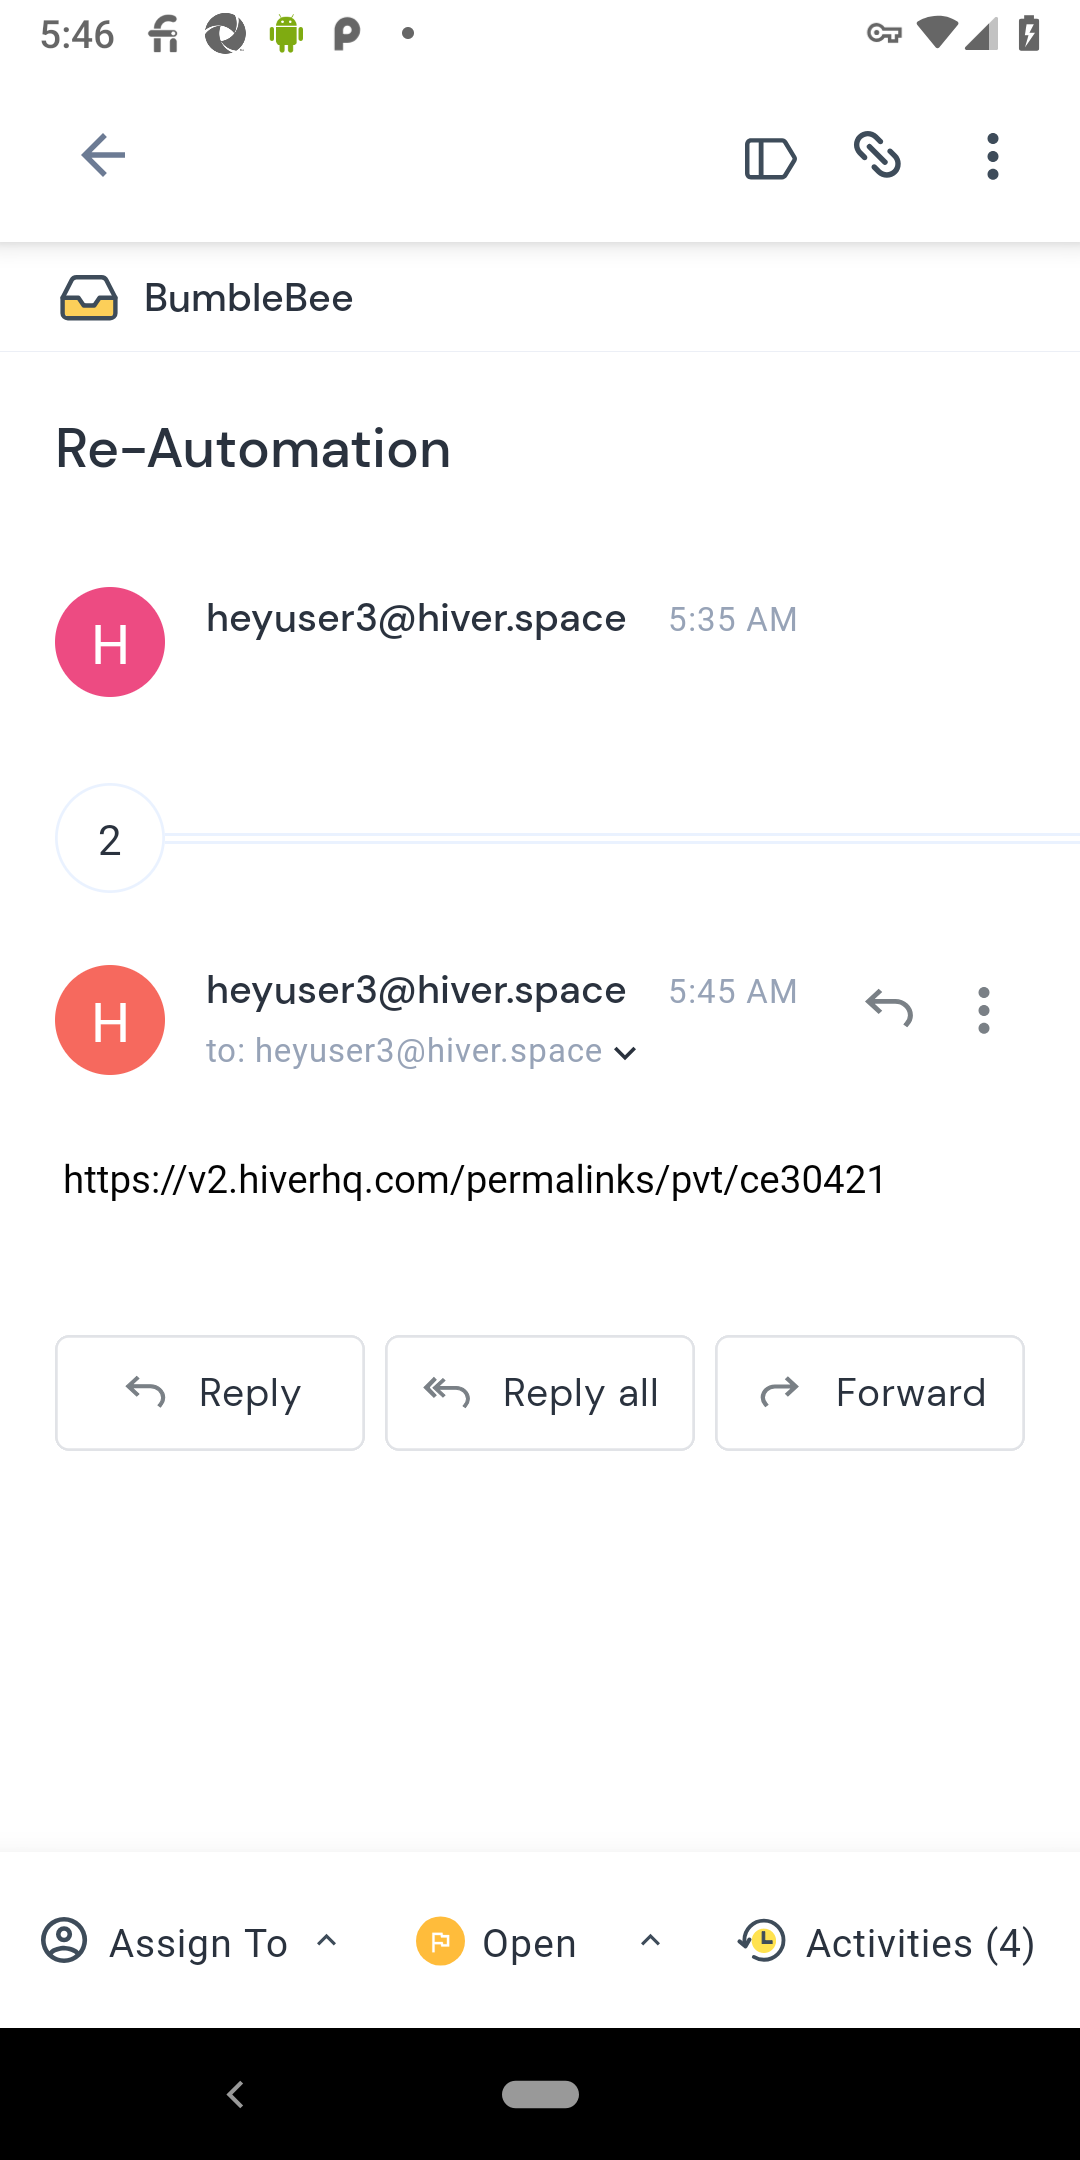 5:46
BumbleBee
Re-Automation
H
heyuser3@hiver.space 5:35 AM
2
H
heyuser3@hiver.space 5:45 AM
to: heyuser3@hiver.space
https://v2.hiverhq.com/permalinks/pvt/ce30421
Reply Reply all Forward
Assign To Open Activities (4)